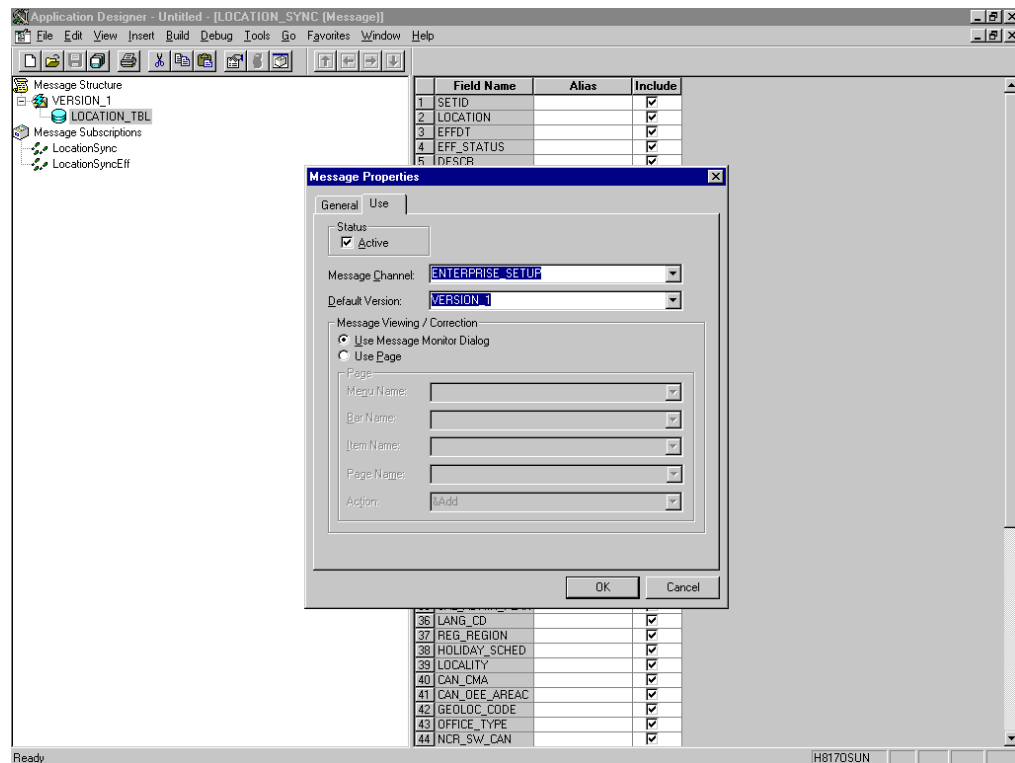 Application Designer - Untitled - [LOCATION_SYNC (Message)]
File Edit View Insert Build Debug Tools Go Favorites Window Help
Message Structure
VERSION_1
LOCATION_TBL
Message Subscriptions
LocationSync
LocationSyncEff
Field Name Alias Include
1 SETID
2 LOCATION
3 EFFDT
4 EFF_STATUS
5 DESCR
Message Properties
General Use
Status
Active
Message Channel: ENTERPRISE_SETUP
Default Version: VERSION_1
Message Viewing / Correction
Use Message Monitor Dialog
Use Page
Page
Menu Name:
Bar Name:
Item Name:
Page Name:
Action: &Add
OK Cancel
36 LANG_CD
37 REG_REGION
38 HOLIDAY_SCHED
39 LOCALITY
40 CAN_CMA
41 CAN_OEE_AREAC
42 GEOLOC_CODE
43 OFFICE_TYPE
44 NCR_SW_CAN
Ready H817OSUN